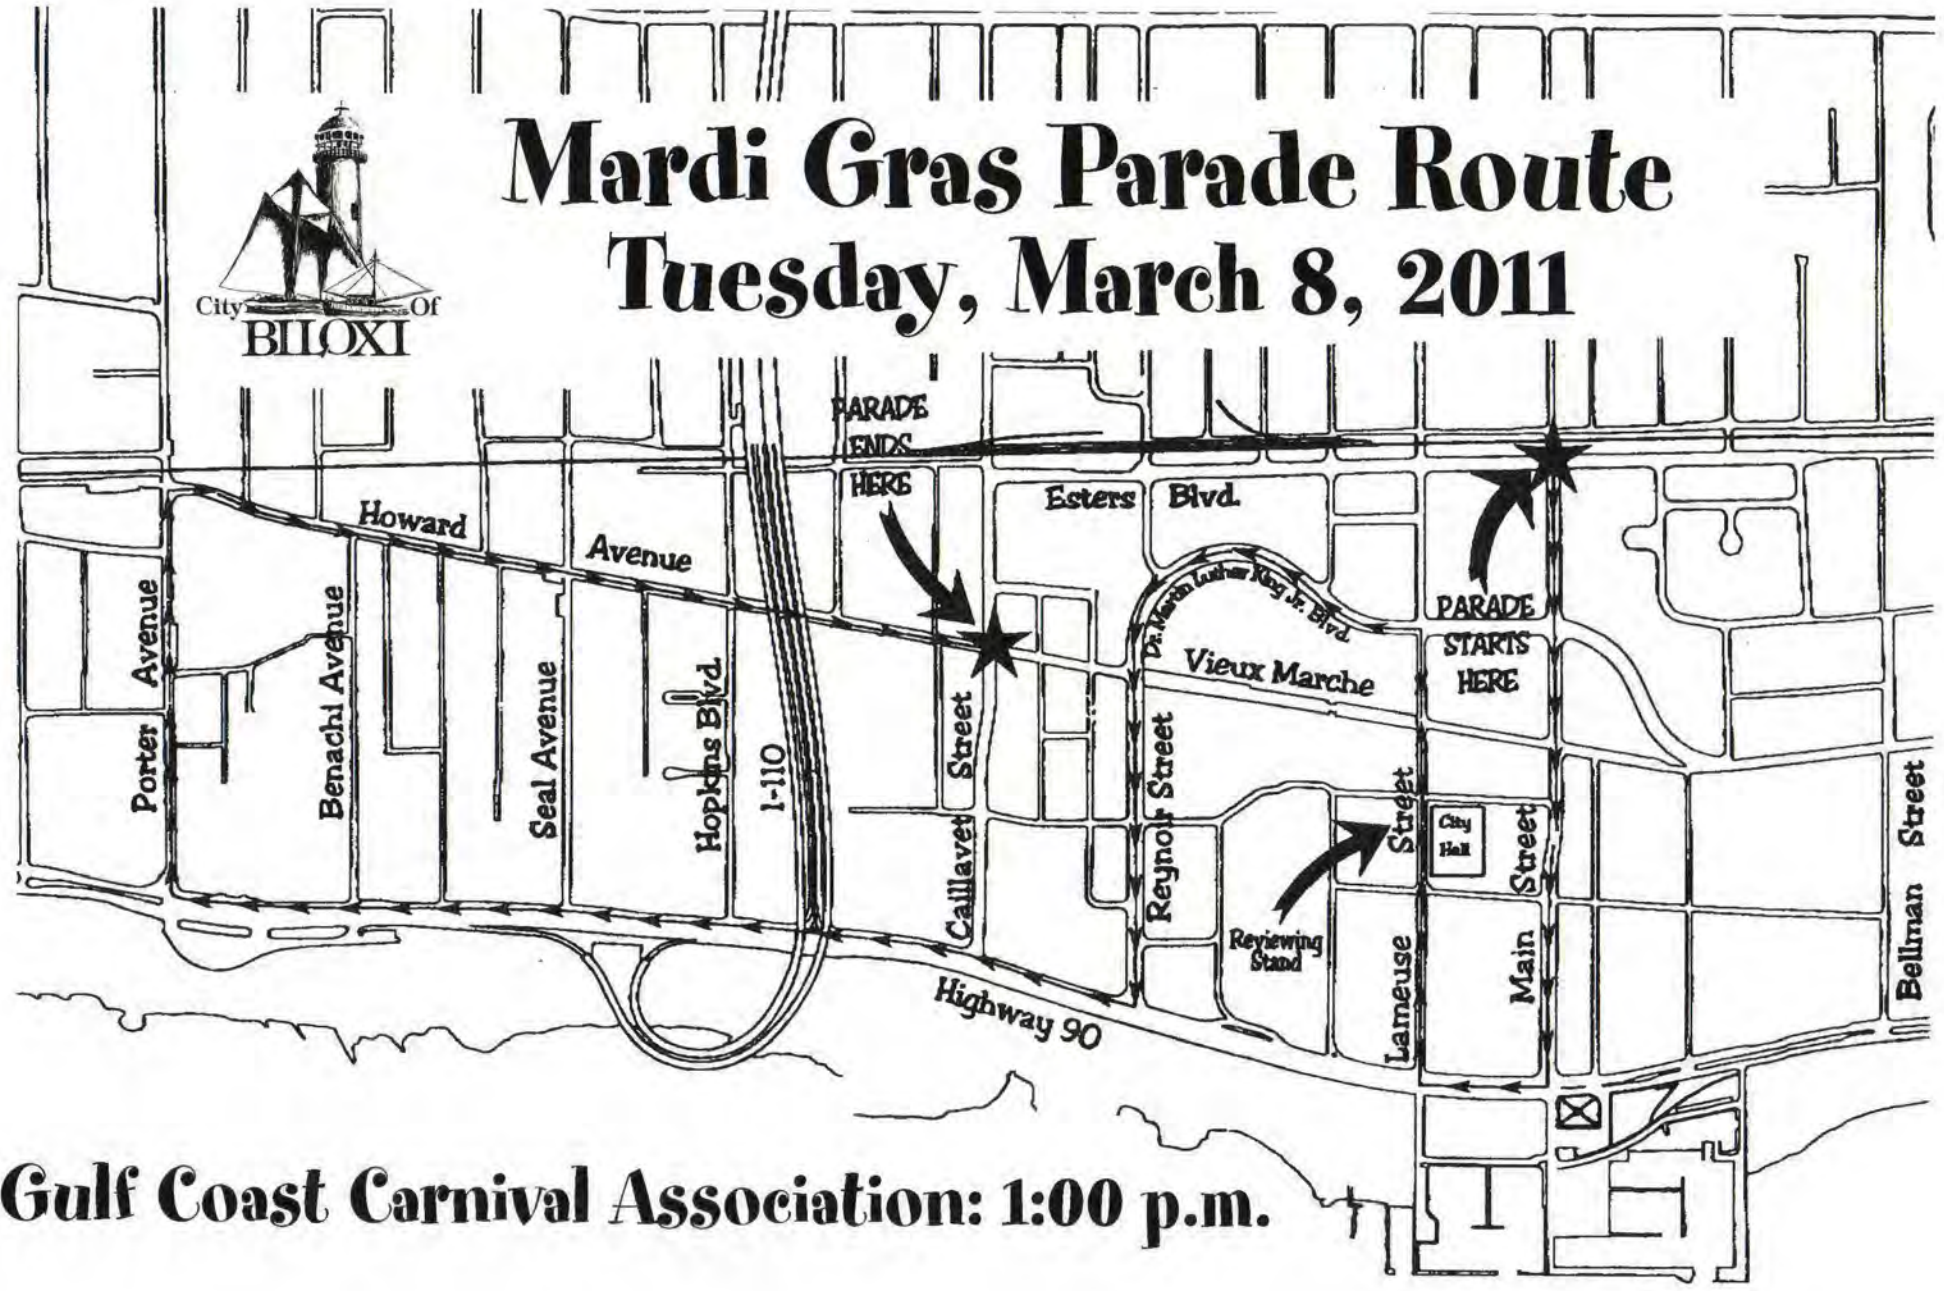 Mardi Gras Parade Route
Tuesday, March 8, 2011
City Of
BILOXI
PARADE
ENDS
HERE
Esters Blvd.
Howard Avenue
Dr. Martin Luther King Jr. Blvd.
PARADE
STARTS
HERE
Vieux Marche
Porter Avenue
Benachi Avenue
Seal Avenue
Hopkins Blvd.
I-110
Caillavet Street
Reynoir Street
Lameuse Street
City
Hall
Main Street
Bellman Street
Reviewing
Stand
Highway 90
Gulf Coast Carnival Association: 1:00 p.m.